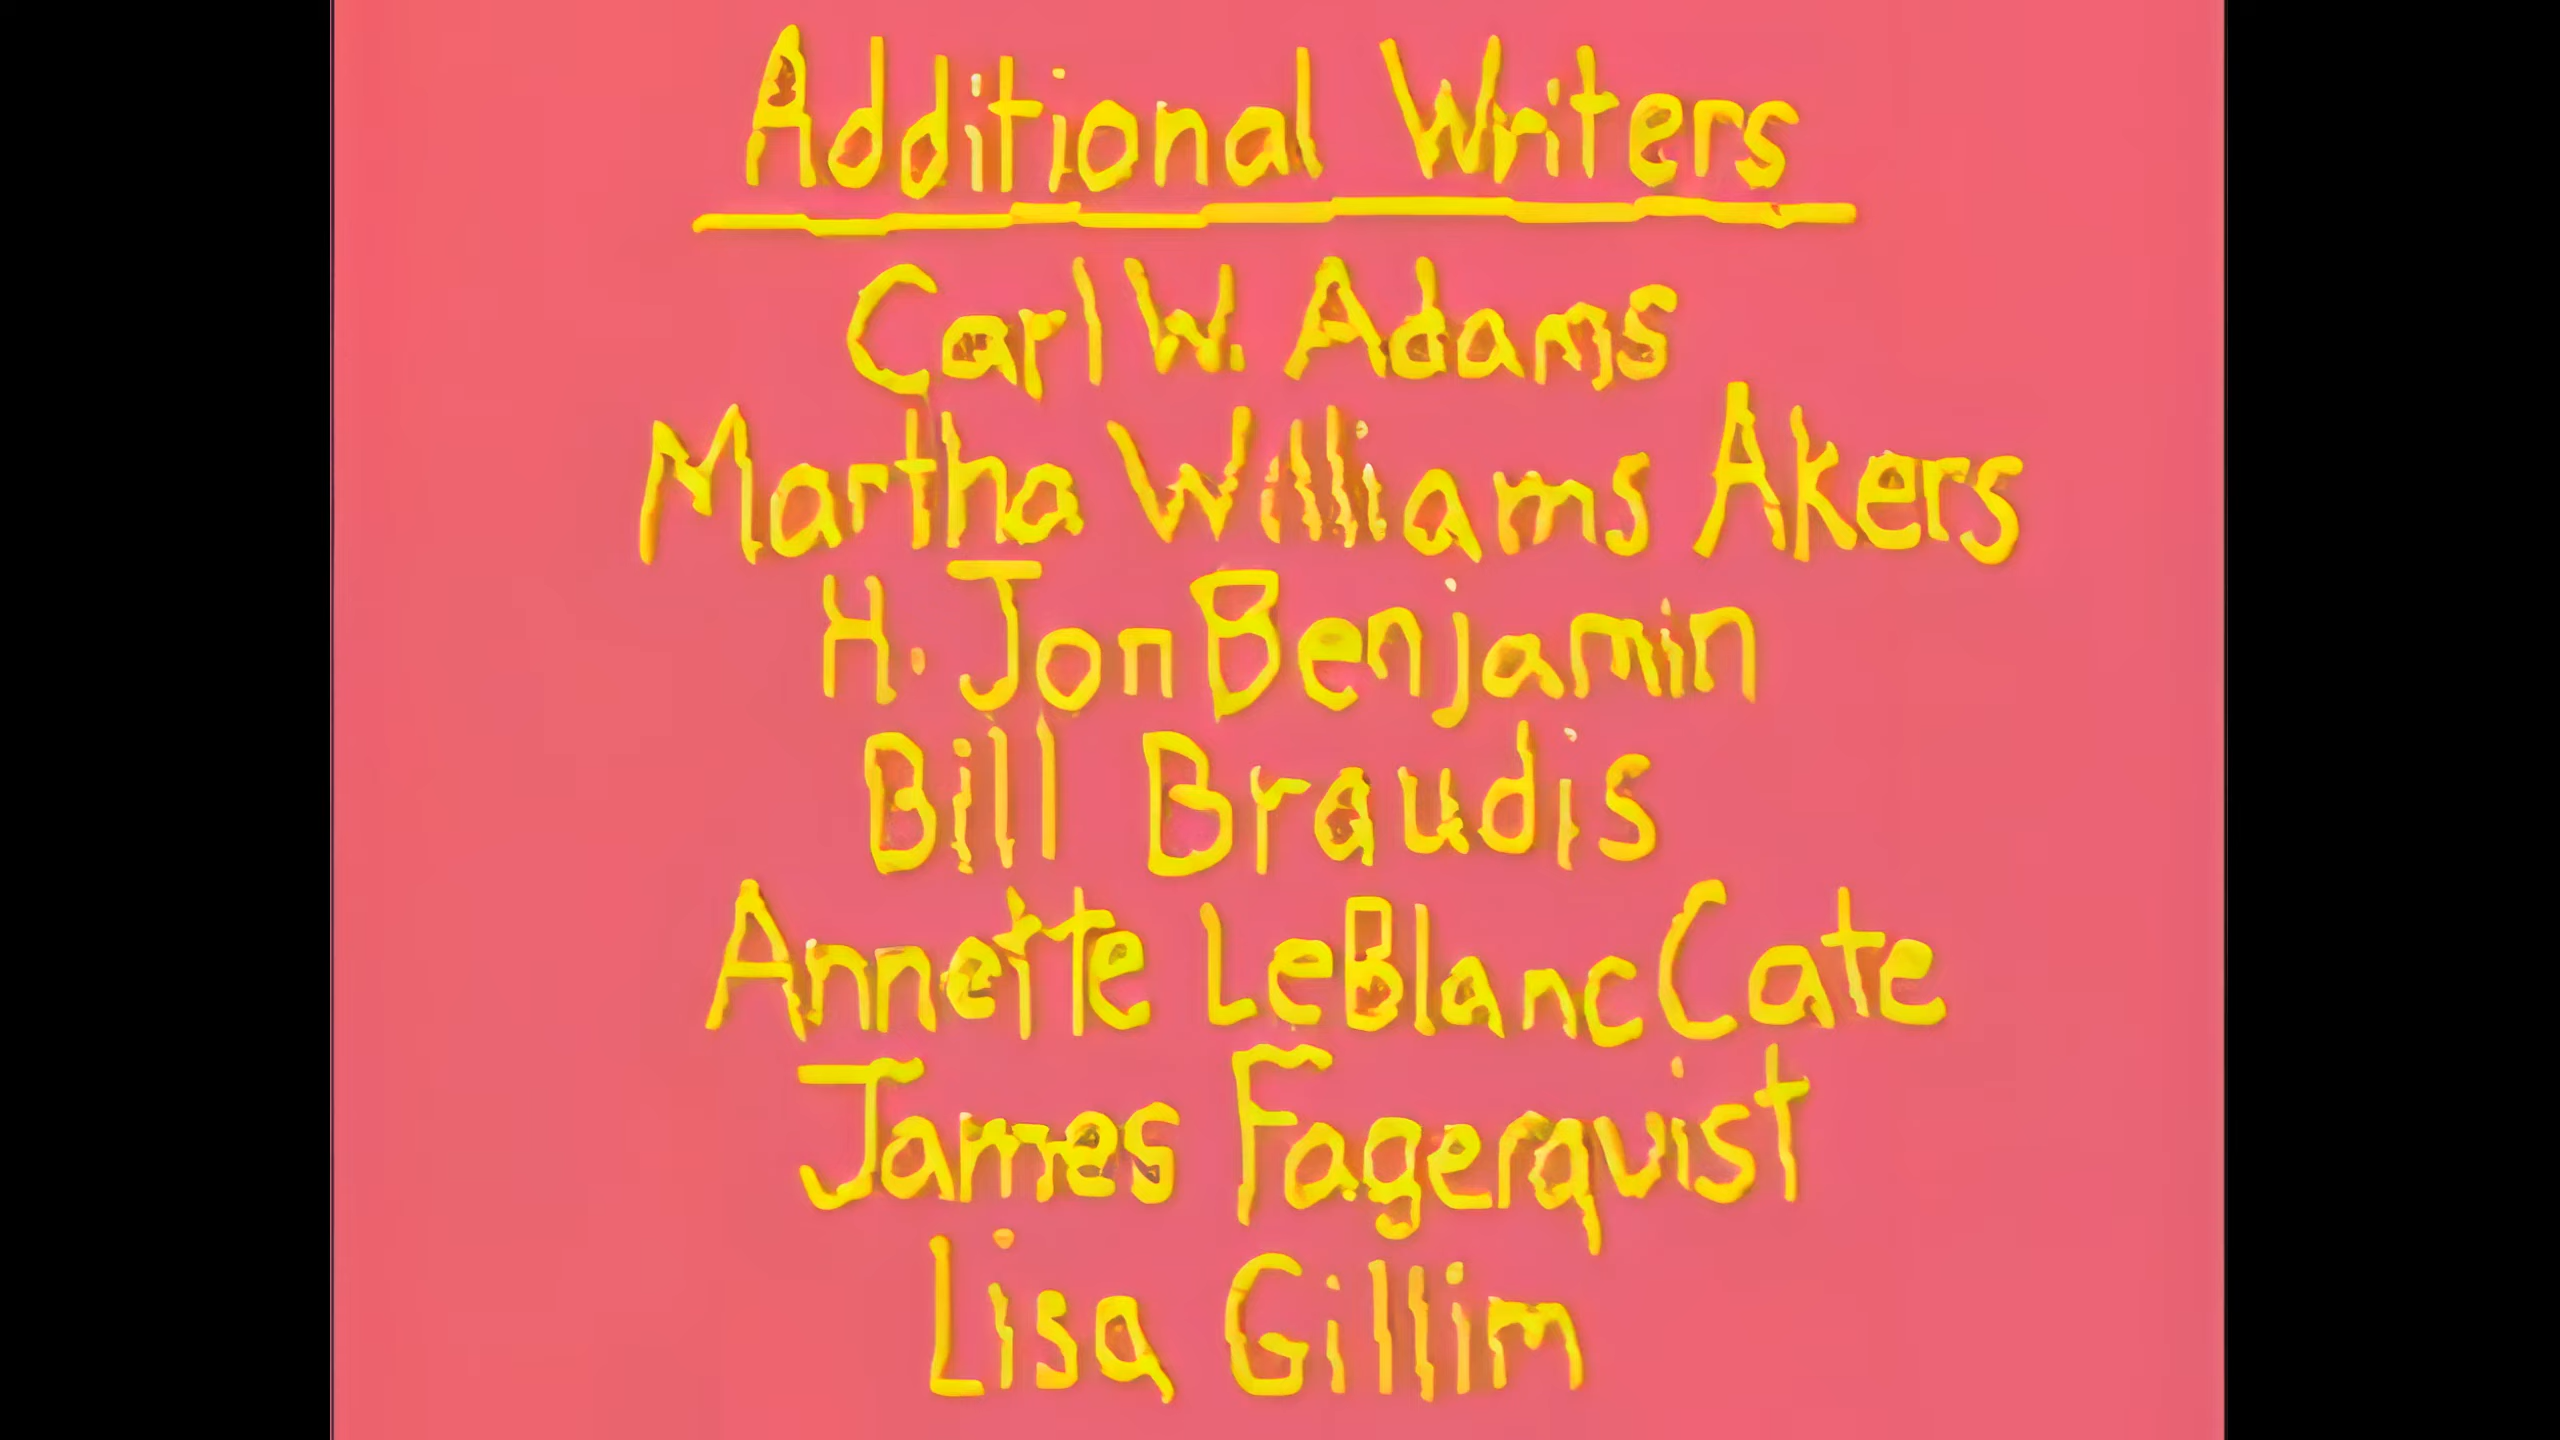 Additional Writers
Carl W. Adams
Martha Williams Akers
H. Jon Benjamin
Bill Braudis
Annette LeBlanc Cate
James Fagerquist
Lisa Gillim